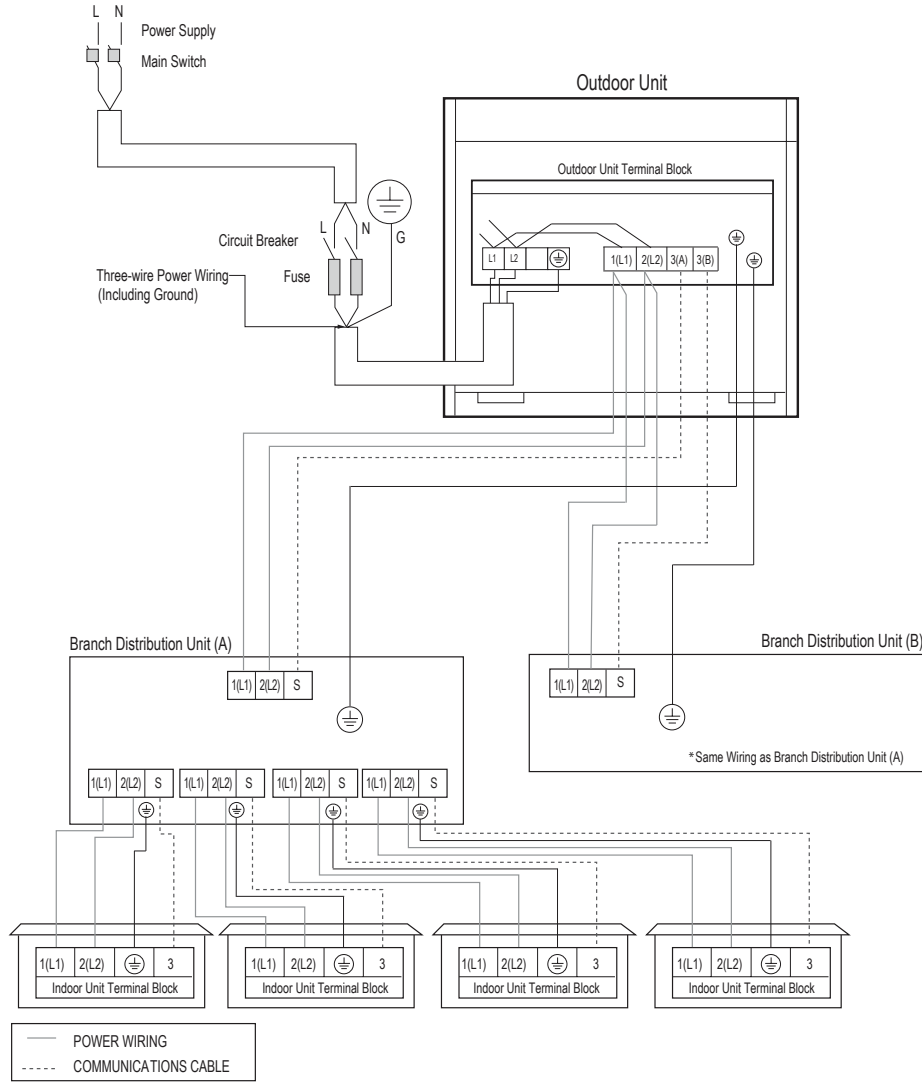 L N
Power Supply
Main Switch
Outdoor Unit
Outdoor Unit Terminal Block
L N
G
Circuit Breaker
Fuse
Three-wire Power Wiring
(Including Ground)
L1 L2
1(L1) 2(L2) 3(A) 3(B)
Branch Distribution Unit (A)
1(L1) 2(L2) S
1(L1) 2(L2) S
1(L1) 2(L2) S
1(L1) 2(L2) S
1(L1) 2(L2) S
Branch Distribution Unit (B)
1(L1) 2(L2) S
*Same Wiring as Branch Distribution Unit (A)
1(L1) 2(L2) 3
Indoor Unit Terminal Block
1(L1) 2(L2) 3
Indoor Unit Terminal Block
1(L1) 2(L2) 3
Indoor Unit Terminal Block
1(L1) 2(L2) 3
Indoor Unit Terminal Block
POWER WIRING
COMMUNICATIONS CABLE